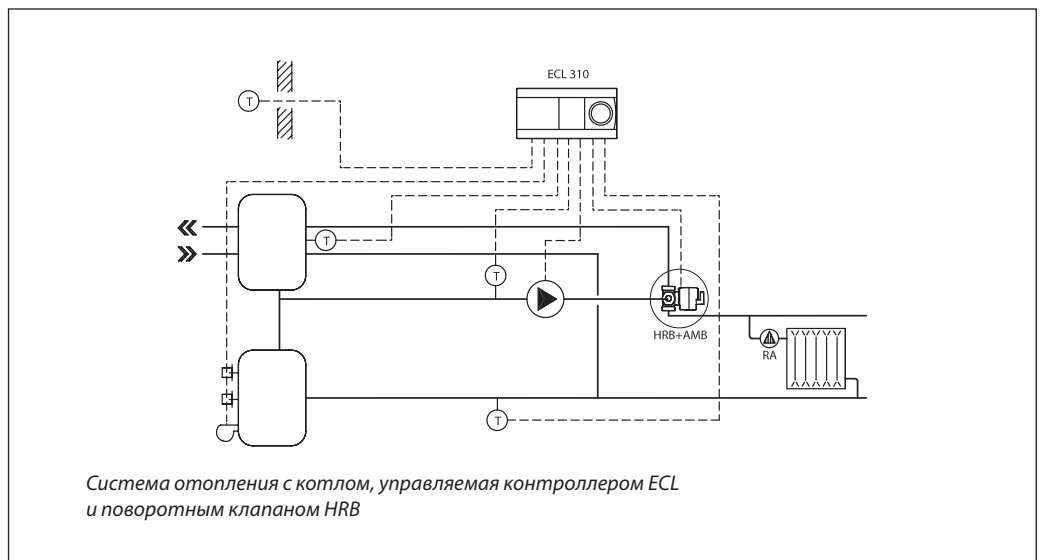 ECL 310
T
T
T
HRB+AMB
RA
T
Система отопления с котлом, управляемая контроллером ECL
и поворотным клапаном HRB